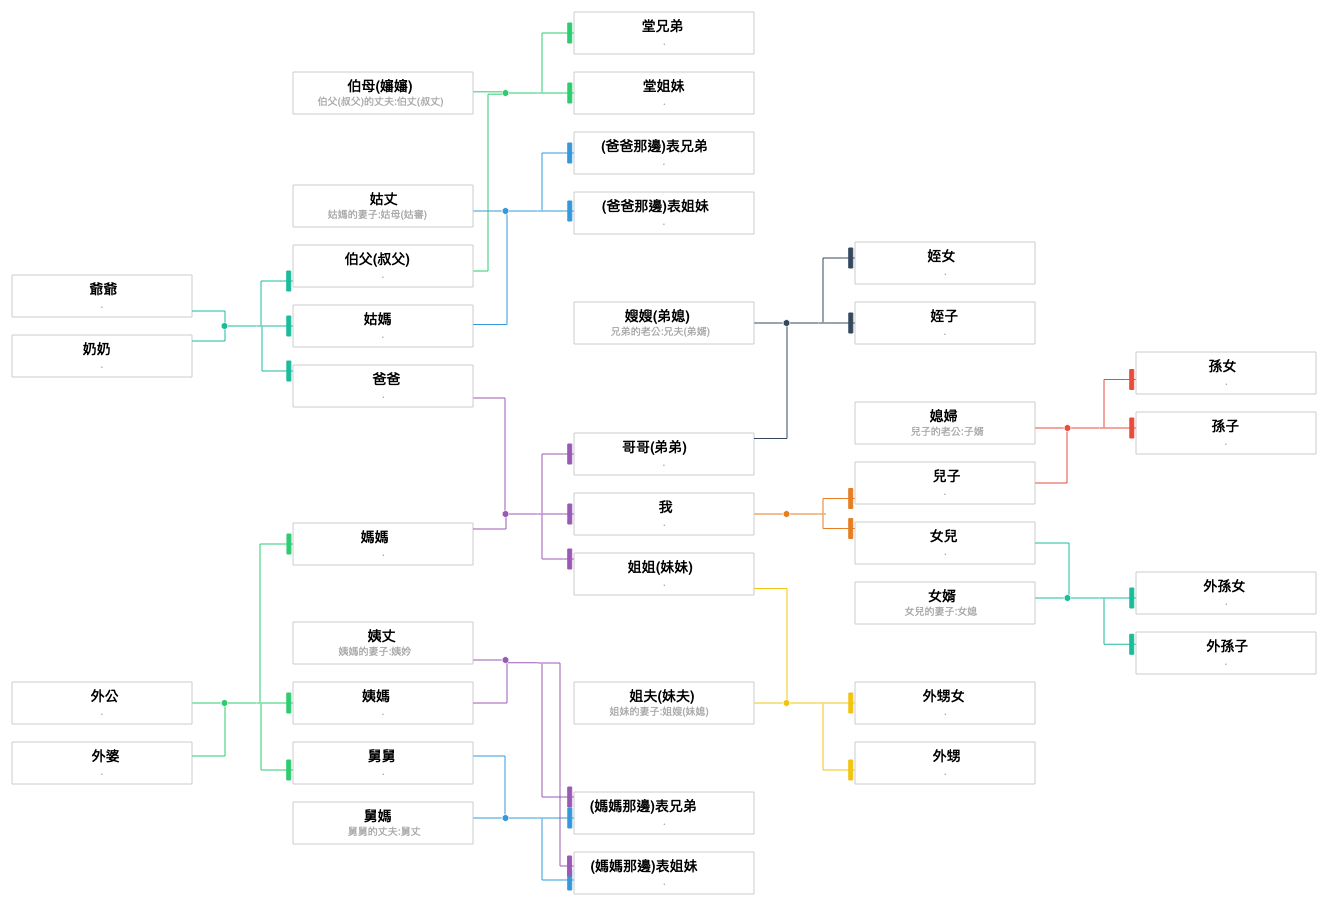 爺爺
.
奶奶
.
外公
.
外婆
.
伯母(嬸嬸)
伯父(叔父)的丈夫:伯丈(叔丈)
姑丈
姑媽的妻子:姑母(姑審)
伯父(叔父)
.
姑媽
.
爸爸
.
媽媽
.
姨丈
姨媽的妻子:姨妗
姨媽
.
舅舅
.
舅媽
舅舅的丈夫:舅丈
堂兄弟
.
堂姐妹
.
(爸爸那邊)表兄弟
.
(爸爸那邊)表姐妹
.
嫂嫂(弟媳)
兄弟的老公:兄夫(弟婿)
哥哥(弟弟)
.
我
.
姐姐(妹妹)
.
姐夫(妹夫)
姐妹的妻子:姐嫂(妹媳)
(媽媽那邊)表兄弟
.
(媽媽那邊)表姐妹
.
姪女
.
姪子
.
媳婦
兒子的老公:子婿
兒子
.
女兒
.
女婿
女兒的妻子:女媳
外甥女
.
外甥
.
孫女
.
孫子
.
外孫女
.
外孫子
.